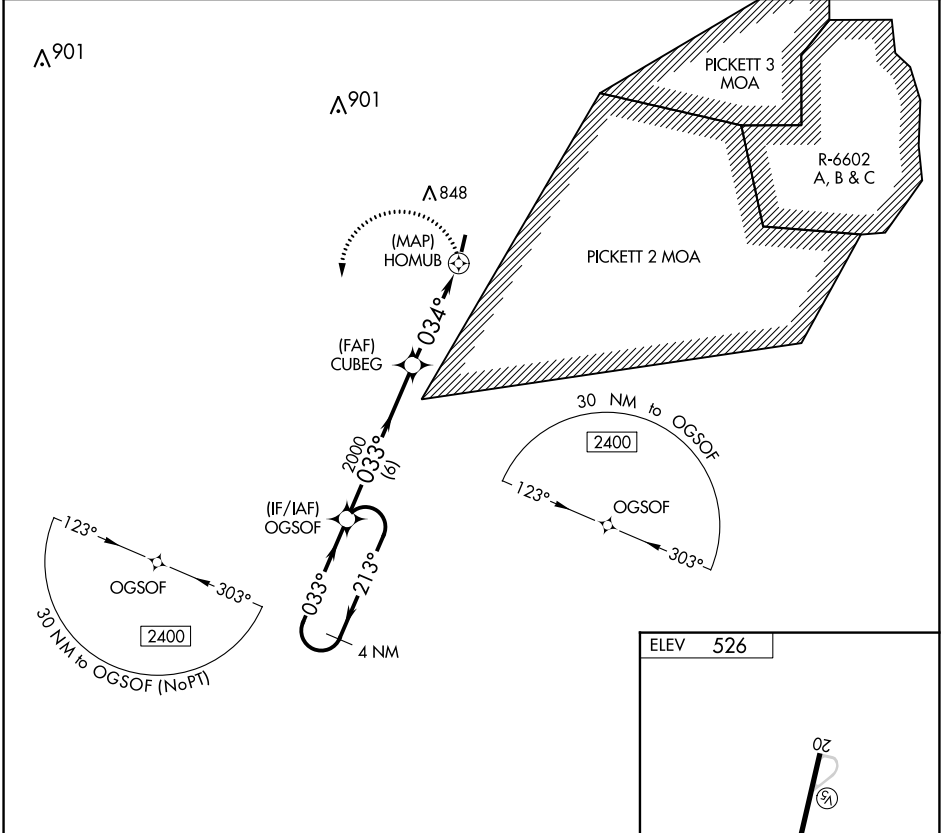 901
901
PICKETT 3
MOA
R-6602
A, B & C
848
(MAP)
HOMUB
PICKETT 2 MOA
034°
(FAF)
CUBEG
2000
033°
(6)
(IF/IAF)
OGSOF
033°
213°
4 NM
30 NM to OGSOF
2400
123°
OGSOF
303°
123°
OGSOF
303°
2400
30 NM to OGSOF (NoPT)
ELEV 526
20
V5